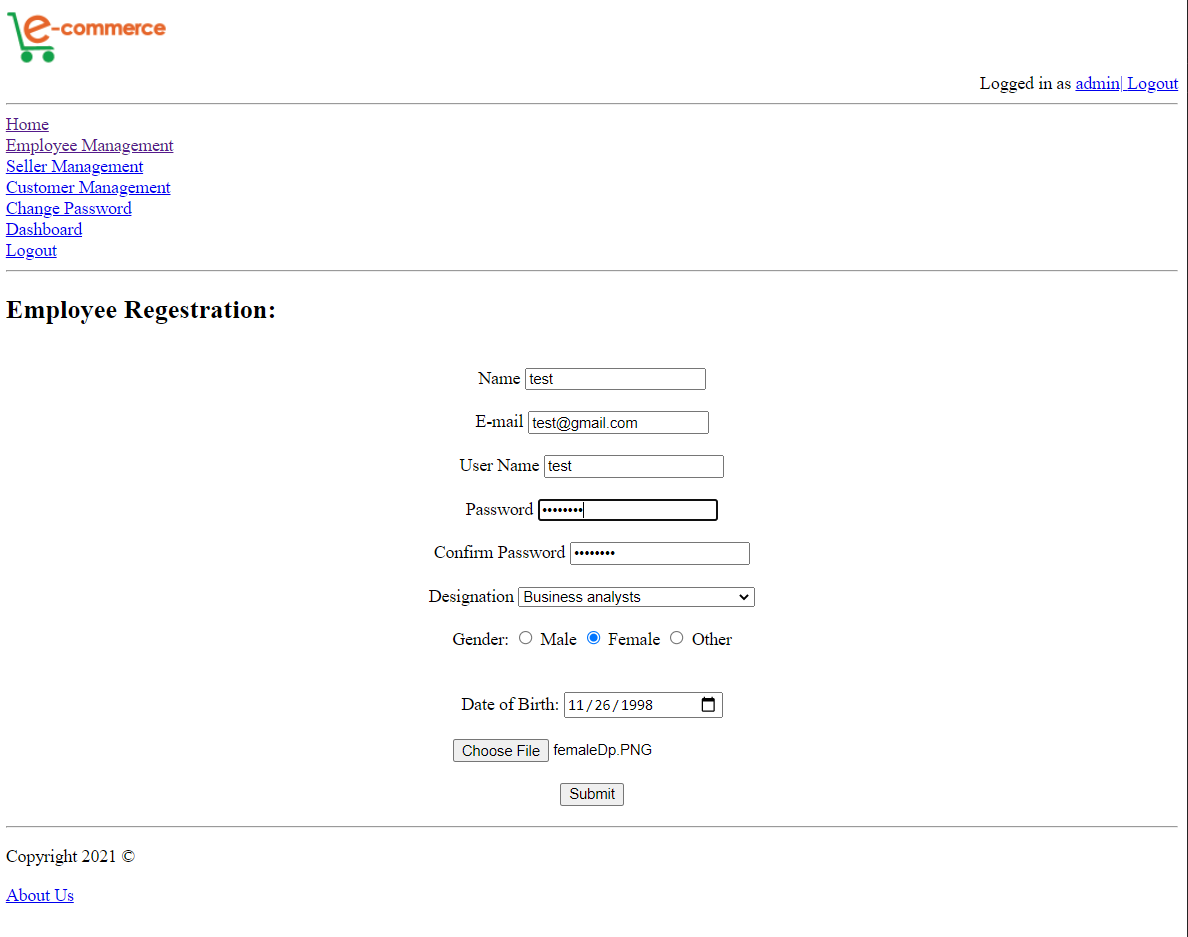 e-commerce
Logged in as admin| Logout
Home
Employee Management
Seller Management
Customer Management
Change Password
Dashboard
Logout
Employee Regestration:
Name test
E-mail test@gmail.com
User Name test
Password ••••••••
Confirm Password ••••••••
Designation Business analysts
Gender: Male Female Other
Date of Birth: 11/26/1998
Choose File femaleDp.PNG
Submit
Copyright 2021 ©
About Us